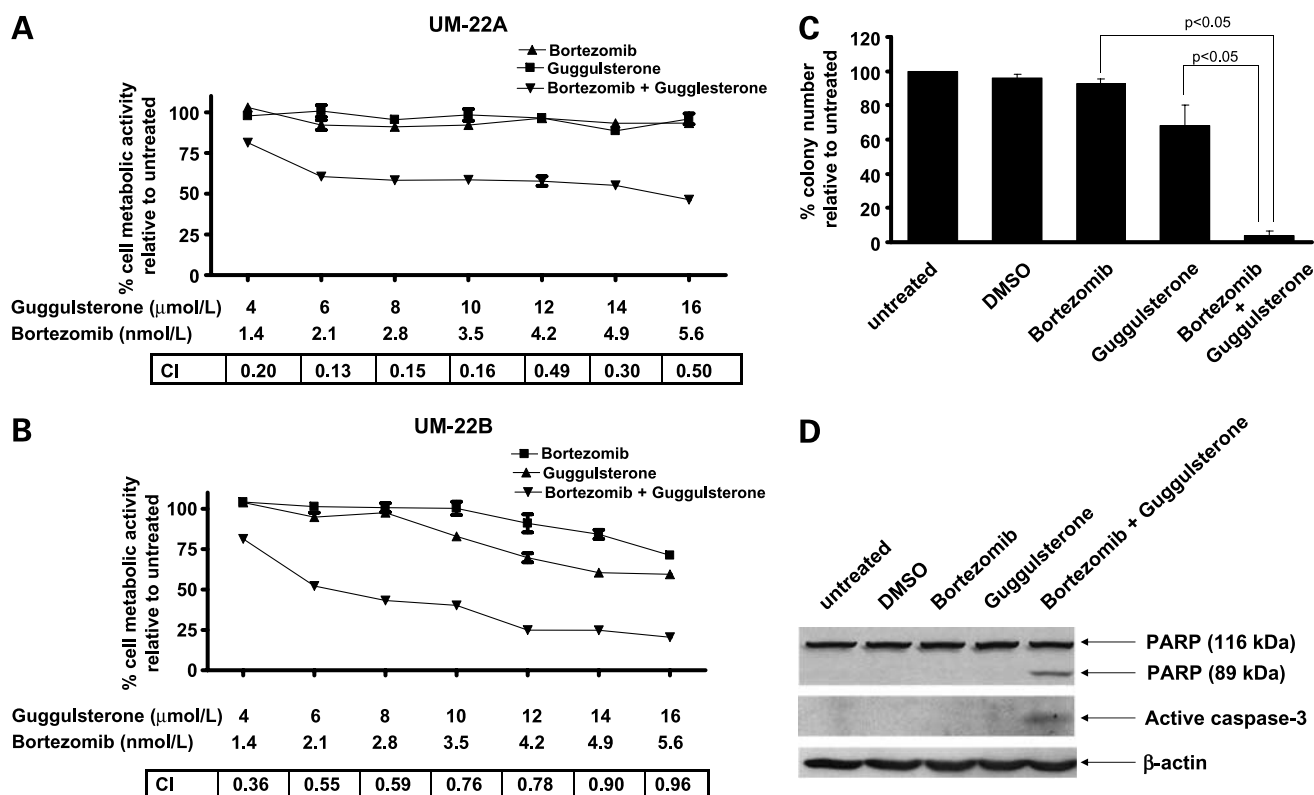 A
UM-22A
Bortezomib
Guggulsterone
Bortezomib + Gugglesterone
% cell metabolic activity
relative to untreated
100
75
50
25
0
Guggulsterone (μmol/L) 4 6 8 10 12 14 16
Bortezomib (nmol/L) 1.4 2.1 2.8 3.5 4.2 4.9 5.6
CI 0.20 0.13 0.15 0.16 0.49 0.30 0.50
B
UM-22B
Bortezomib
Guggulsterone
Bortezomib + Guggulsterone
% cell metabolic activity
relative to untreated
100
75
50
25
0
Guggulsterone (μmol/L) 4 6 8 10 12 14 16
Bortezomib (nmol/L) 1.4 2.1 2.8 3.5 4.2 4.9 5.6
CI 0.36 0.55 0.59 0.76 0.78 0.90 0.96
C
% colony number
relative to untreated
120
100
80
60
40
20
0
p<0.05
p<0.05
untreated
DMSO
Bortezomib
Guggulsterone
Bortezomib
+
Guggulsterone
D
untreated
DMSO
Bortezomib
Guggulsterone
Bortezomib + Guggulsterone
PARP (116 kDa)
PARP (89 kDa)
Active caspase-3
β-actin